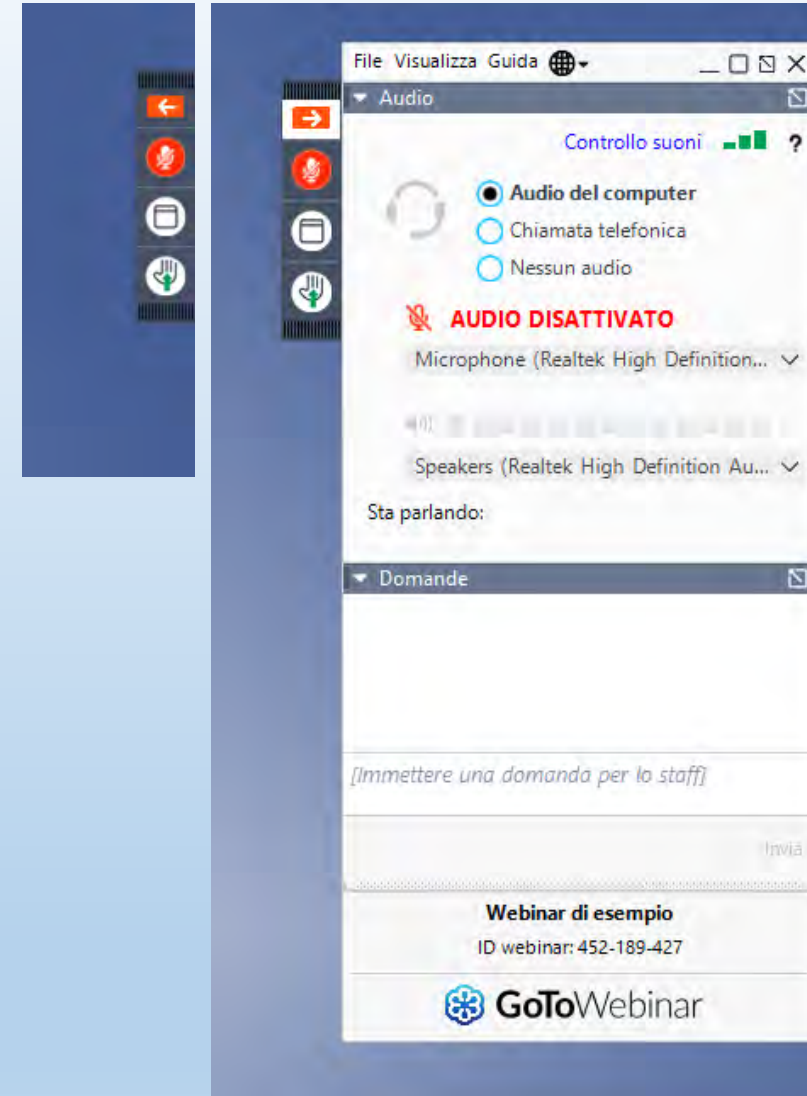 File Visualizza Guida
Audio
Controllo suoni ?
Audio del computer
Chiamata telefonica
Nessun audio
AUDIO DISATTIVATO
Microphone (Realtek High Definition...
Speakers (Realtek High Definition Au...
Sta parlando:
Domande
[Immettere una domanda per lo staff]
Invia
Webinar di esempio
ID webinar: 452-189-427
GoToWebinar